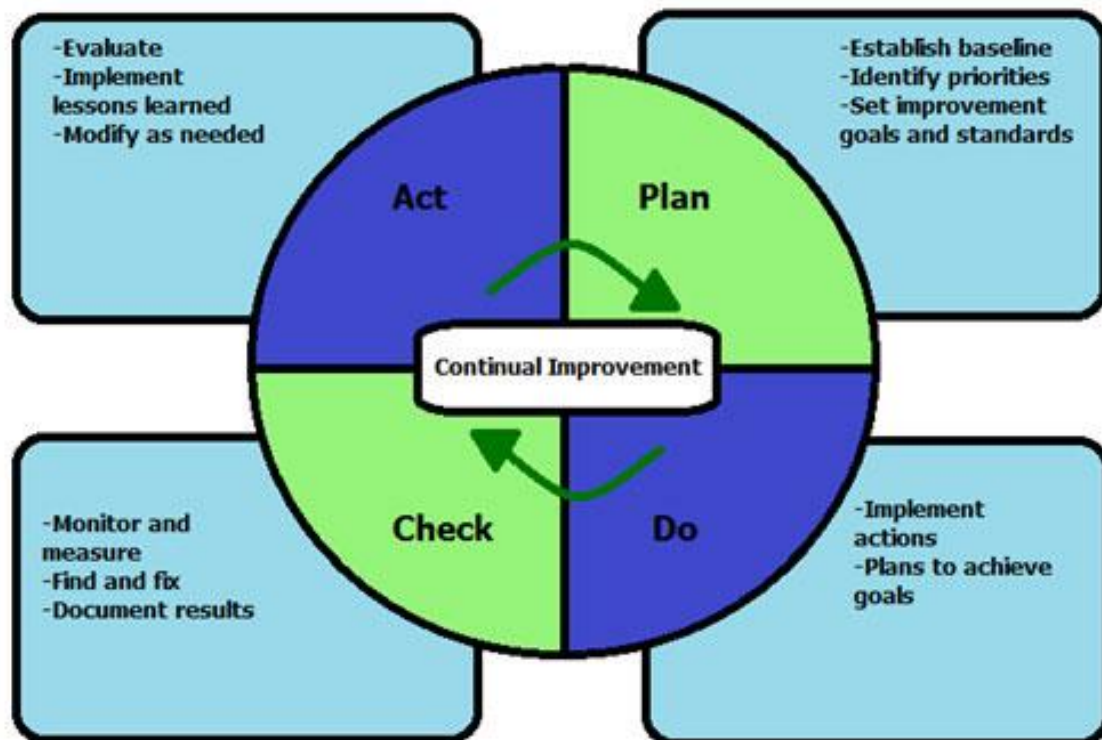 -Evaluate
-Implement
lessons learned
-Modify as needed
-Establish baseline
-Identify priorities
-Set improvement
goals and standards
Act
Plan
Continual Improvement
Check
Do
-Monitor and
measure
-Find and fix
-Document results
-Implement
actions
-Plans to achieve
goals